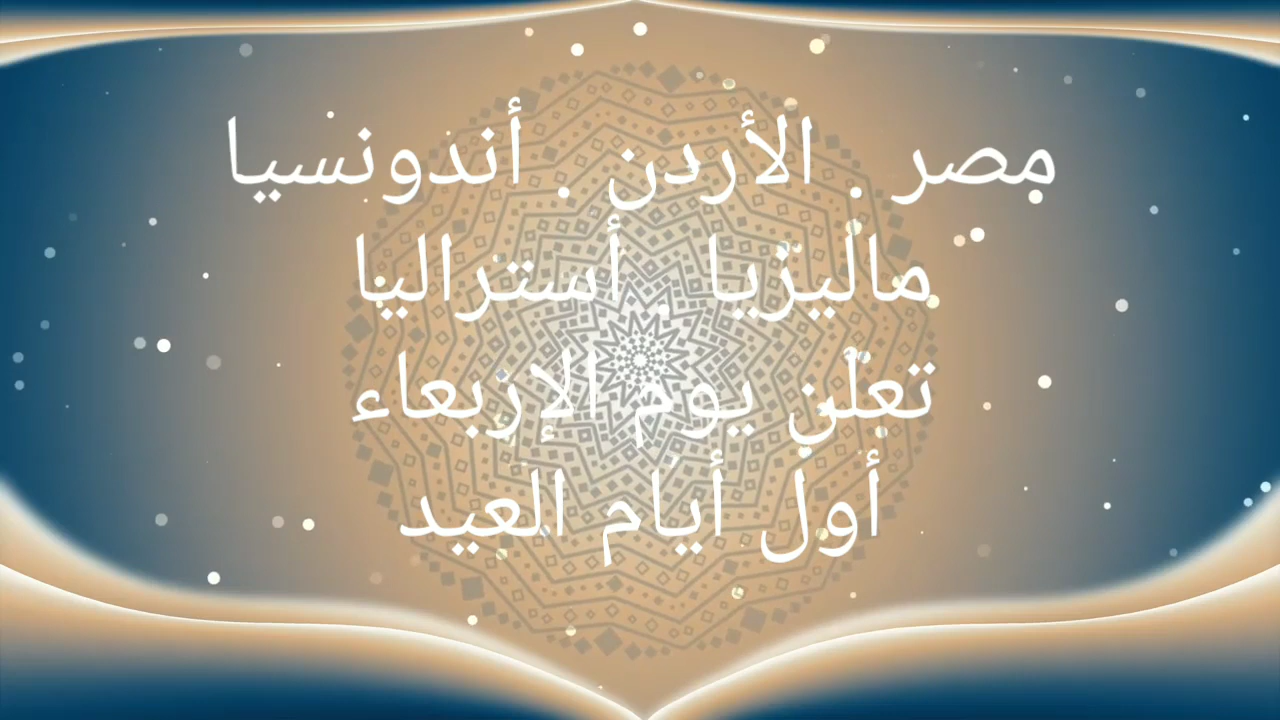 مصر . الأردن . أندونسيا
ماليزيا . أستراليا
تعلن يوم الإربعاء
أول أيام العيد